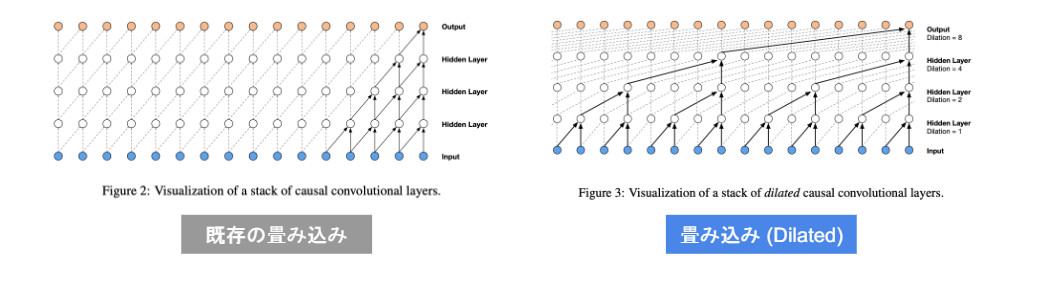 Output
Hidden Layer
Hidden Layer
Hidden Layer
Input
Figure 2: Visualization of a stack of causal convolutional layers.
既存の畳み込み
Output
Dilation = 8
Hidden Layer
Dilation = 4
Hidden Layer
Dilation = 2
Hidden Layer
Dilation = 1
Input
Figure 3: Visualization of a stack of dilated causal convolutional layers.
畳み込み (Dilated)